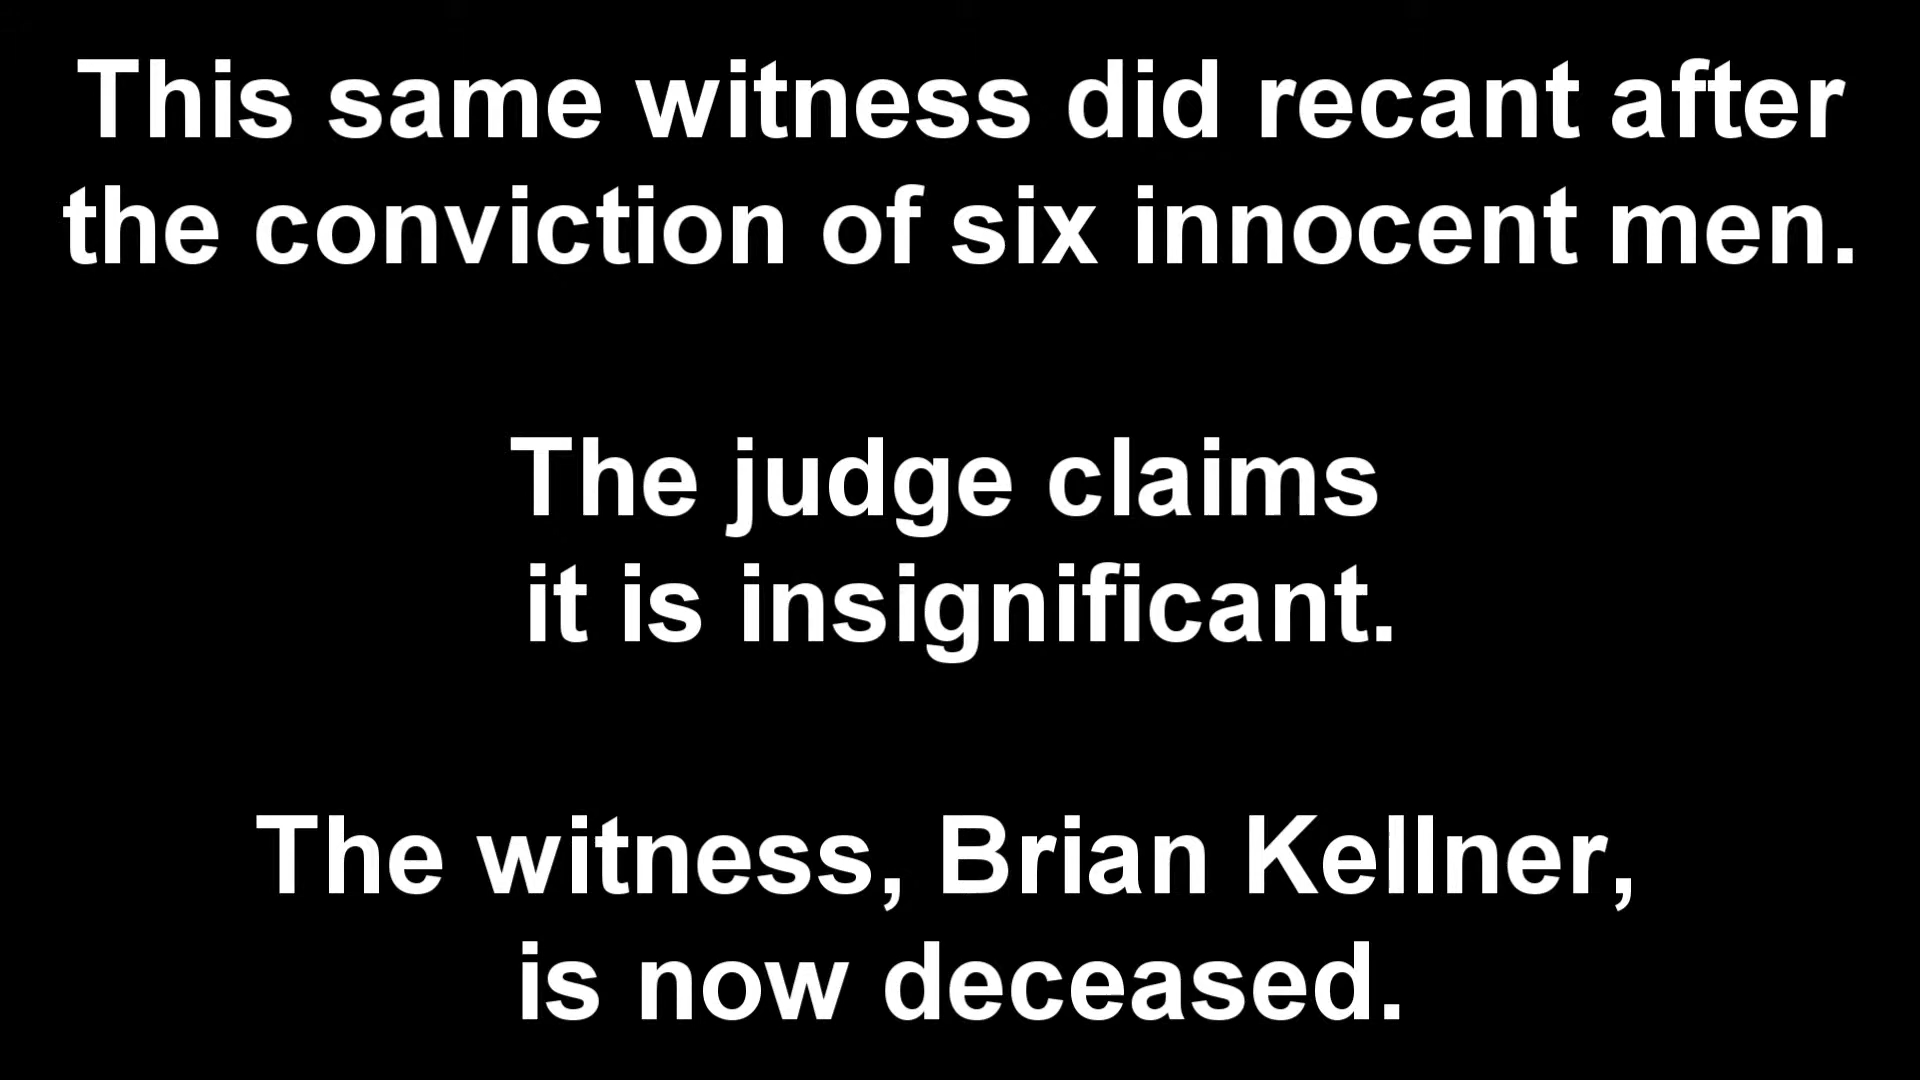 This same witness did recant after
the conviction of six innocent men.
The judge claims
it is insignificant.
The witness, Brian Kellner,
is now deceased.